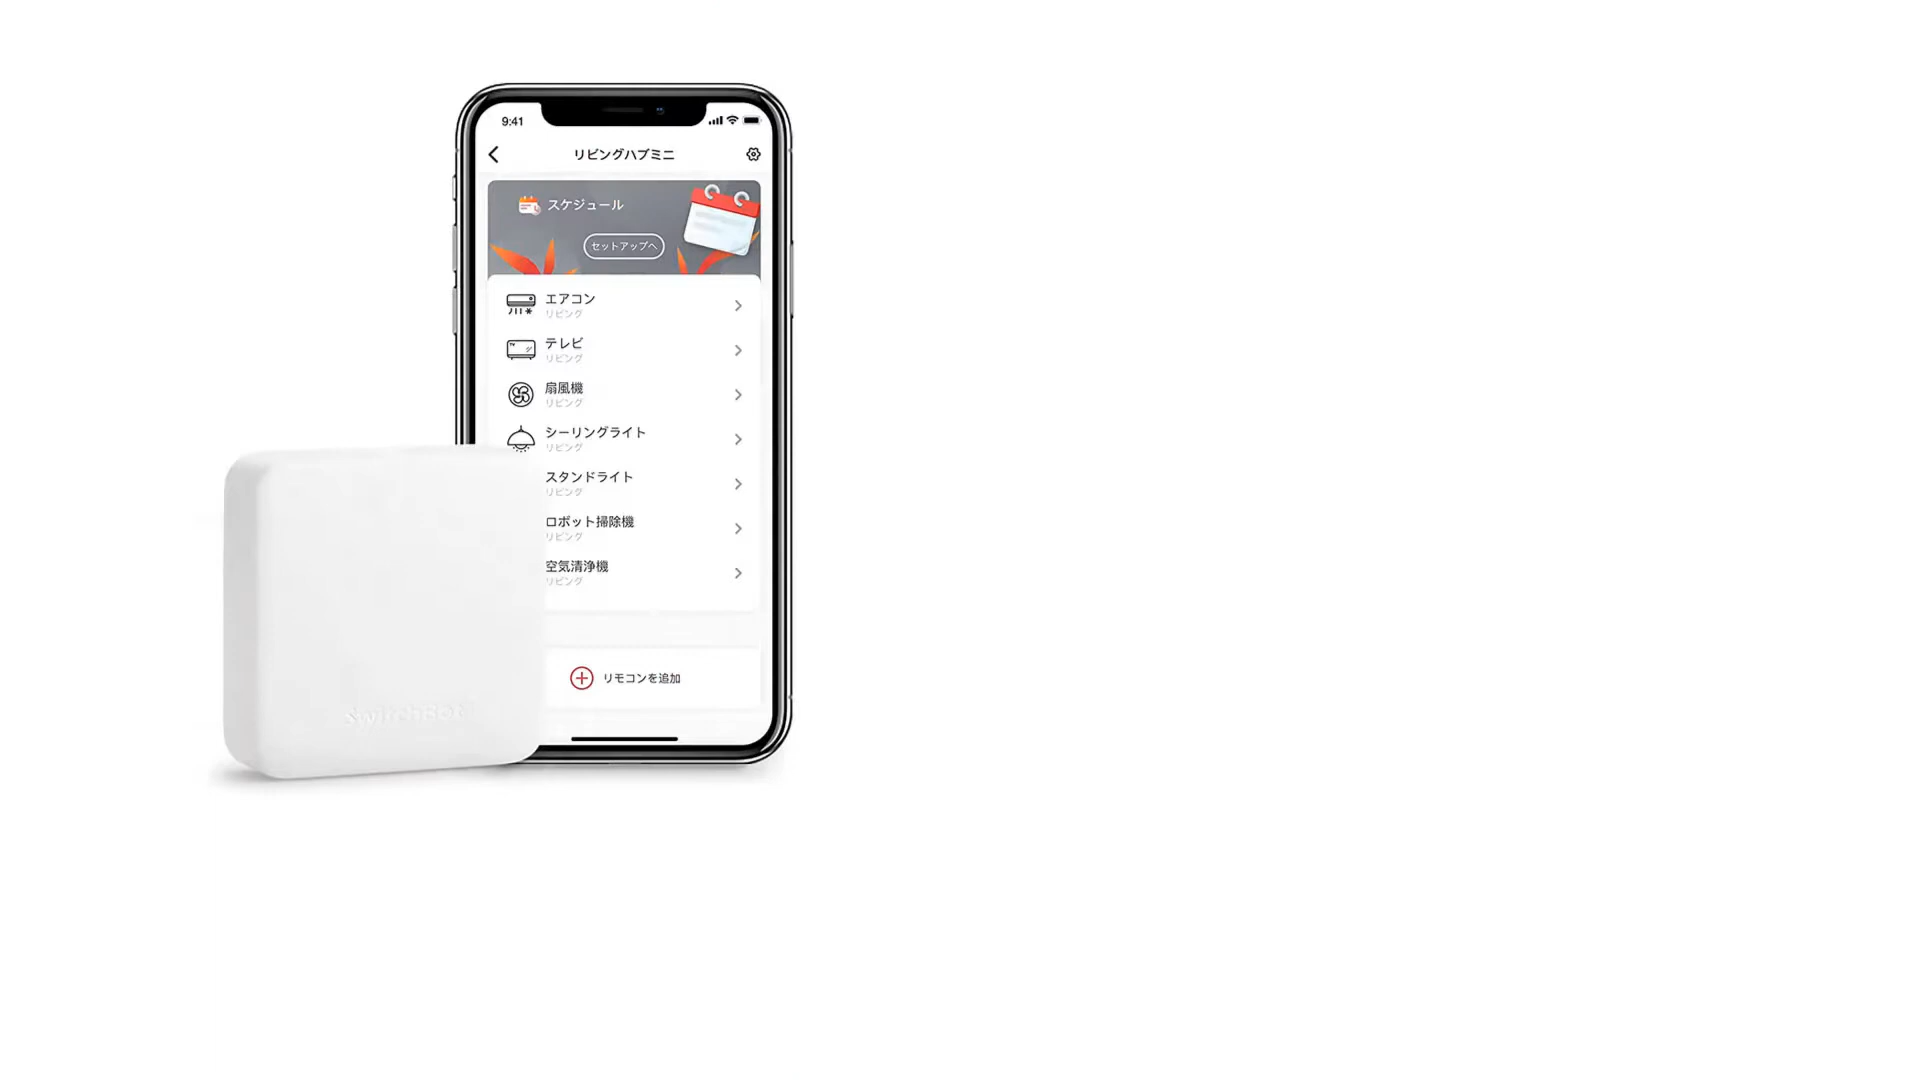 9:41
リビングハブミニ
スケジュール
セットアップへ
エアコン
リビング
テレビ
リビング
扇風機
リビング
シーリングライト
リビング
スタンドライト
リビング
ロボット掃除機
リビング
空気清浄機
リビング
リモコンを追加
SwitchBot